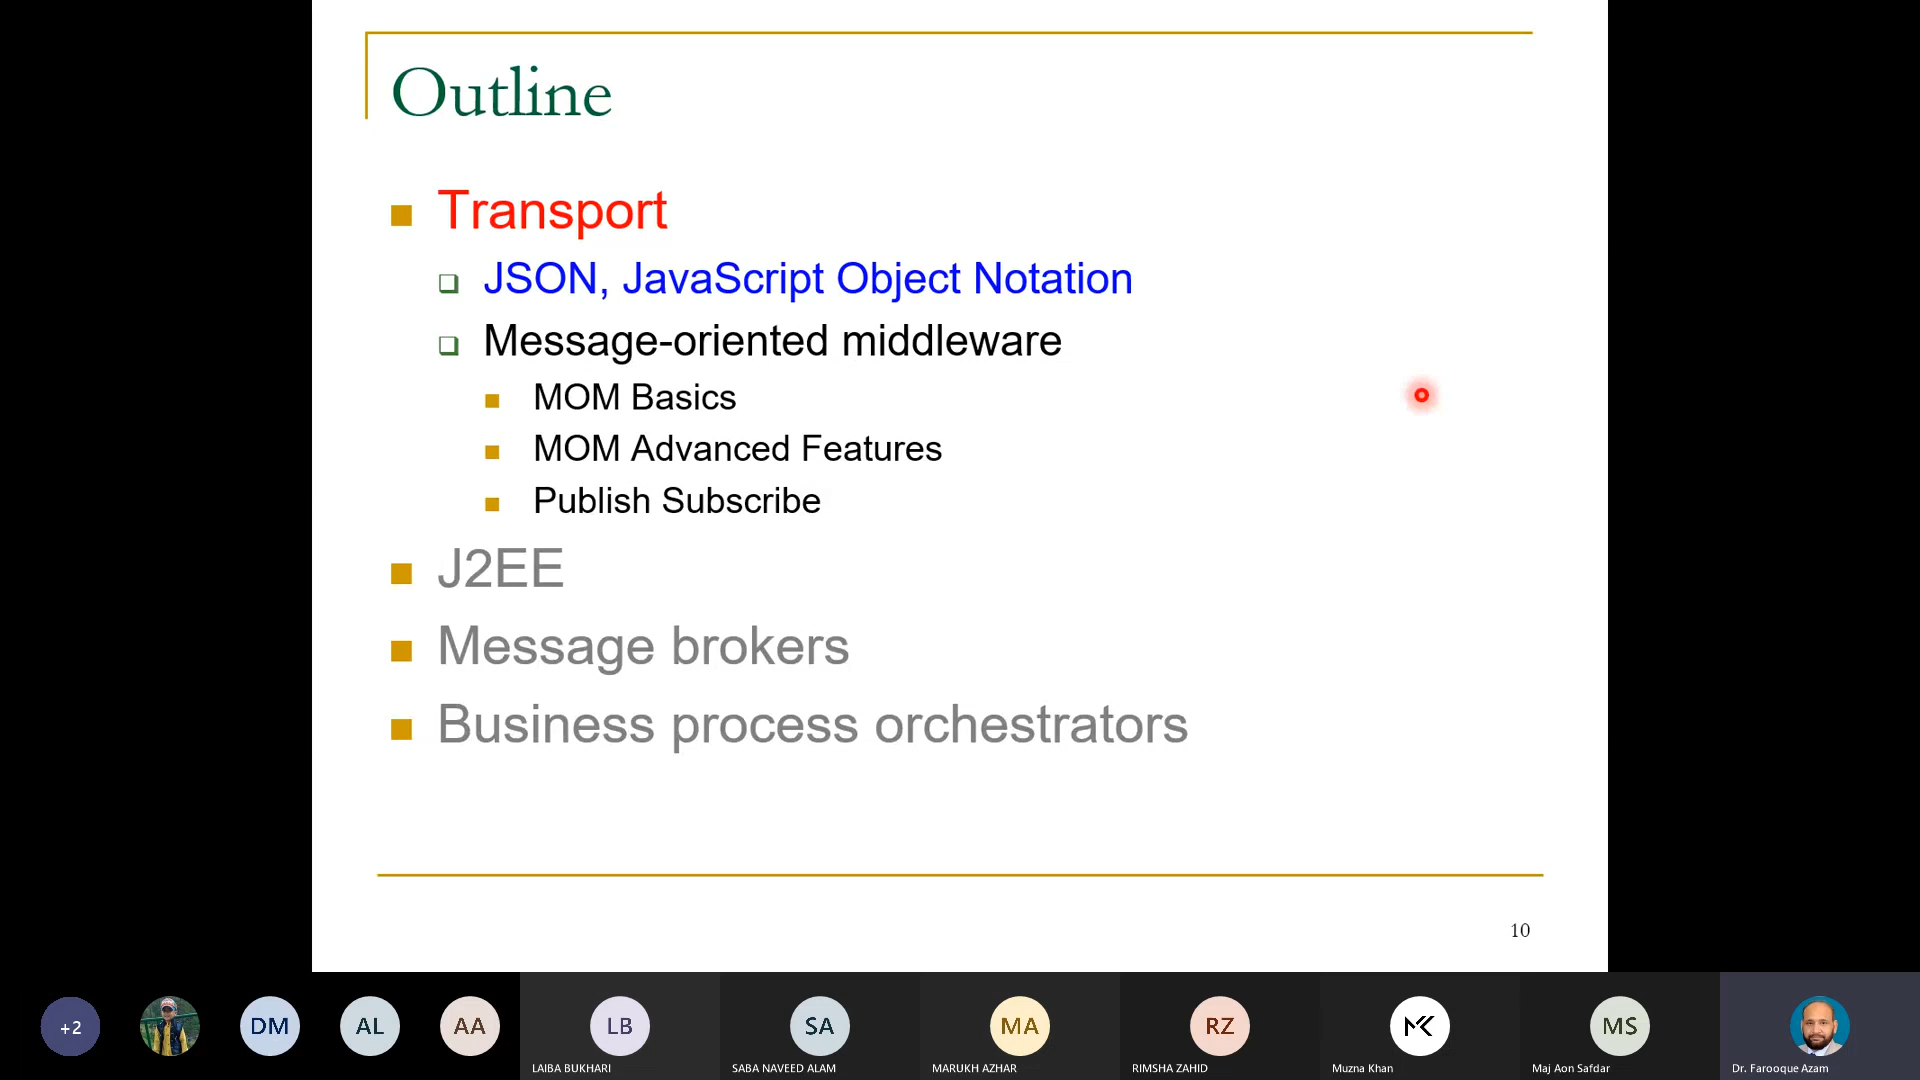 Outline
Transport
JSON, JavaScript Object Notation
Message-oriented middleware
MOM Basics
MOM Advanced Features
Publish Subscribe
J2EE
Message brokers
Business process orchestrators
10
+2
DM
AL
AA
LB
SA
MA
RZ
MK
MS
LAIBA BUKHARI
SABA NAVEED ALAM
MARUKH AZHAR
RIMSHA ZAHID
Muzna Khan
Maj Aon Safdar
Dr. Farooque Azam